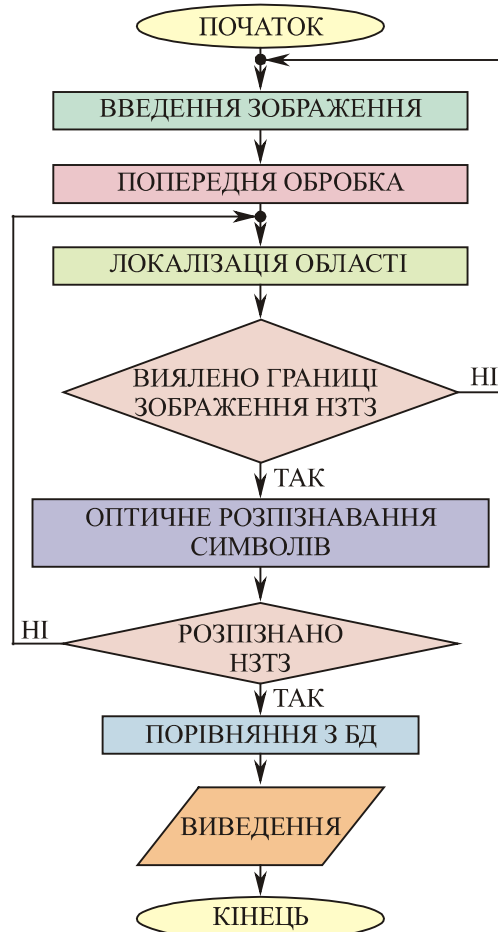 ПОЧАТОК
ВВЕДЕННЯ ЗОБРАЖЕННЯ
ПОПЕРЕДНЯ ОБРОБКА
ЛОКАЛІЗАЦІЯ ОБЛАСТІ
ВИЯЛЕНО ГРАНИЦІ
ЗОБРАЖЕННЯ НЗТЗ
НІ
ТАК
ОПТИЧНЕ РОЗПІЗНАВАННЯ
СИМВОЛІВ
НІ
РОЗПІЗНАНО
НЗТЗ
ТАК
ПОРІВНЯННЯ З БД
ВИВЕДЕННЯ
КІНЕЦЬ